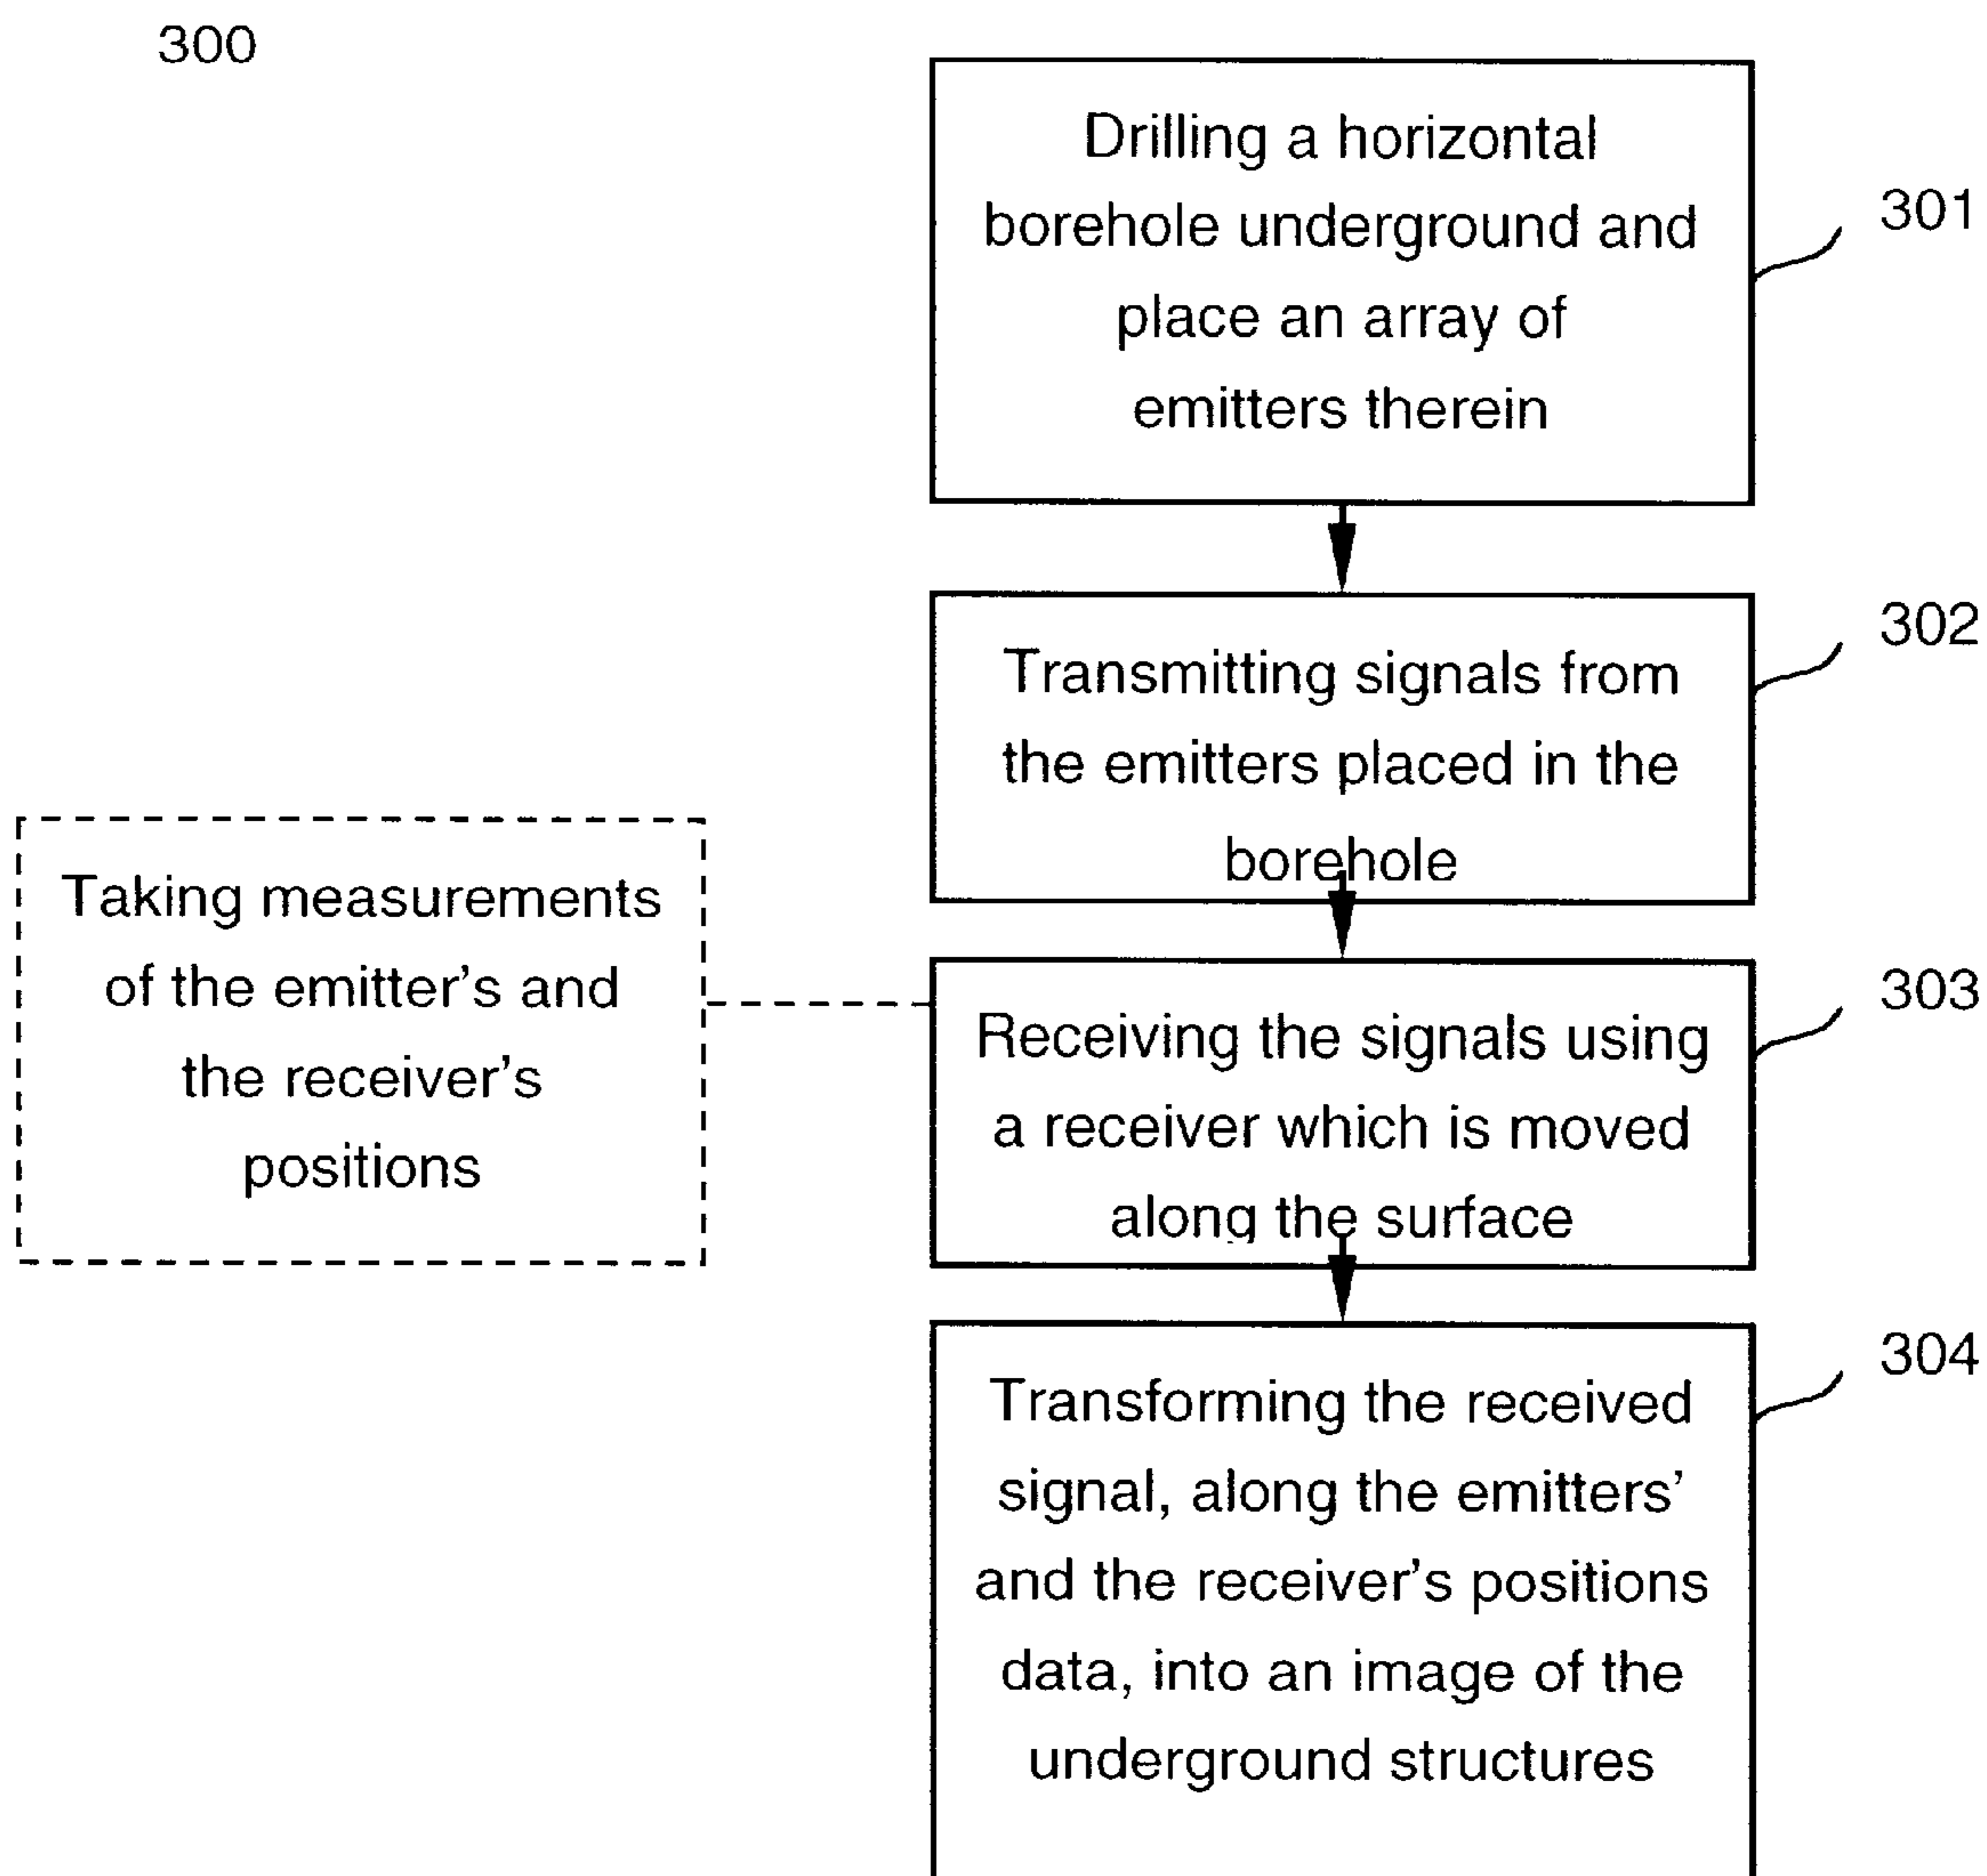 300
Drilling a horizontal
borehole underground and
place an array of
emitters therein
301
Transmitting signals from
the emitters placed in the
borehole
302
Taking measurements
of the emitter's and
the receiver's
positions
Receiving the signals using
a receiver which is moved
along the surface
303
Transforming the received
signal, along the emitters'
and the receiver's positions
data, into an image of the
underground structures
304